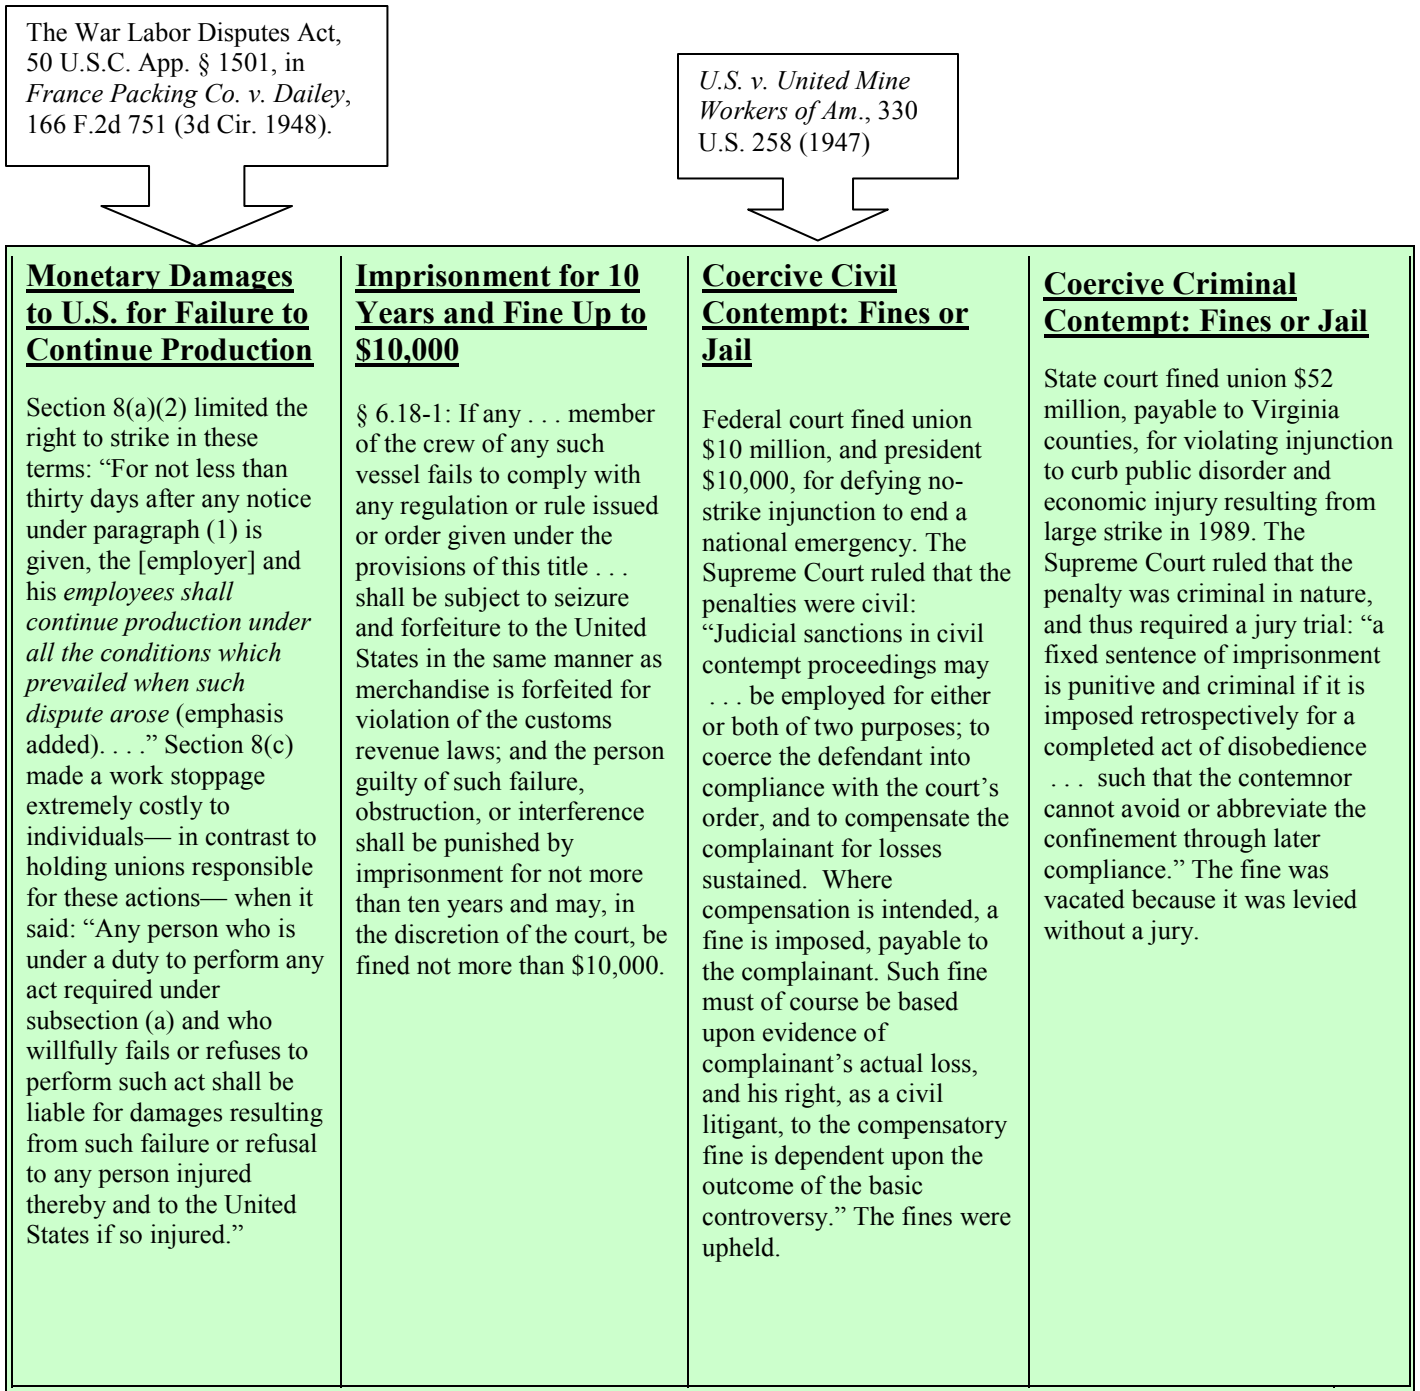 The War Labor Disputes Act,
50 U.S.C. App. § 1501, in
France Packing Co. v. Dailey,
166 F.2d 751 (3d Cir. 1948).
U.S. v. United Mine
Workers of Am., 330
U.S. 258 (1947)
Monetary Damages
to U.S. for Failure to
Continue Production
Section 8(a)(2) limited the
right to strike in these
terms: “For not less than
thirty days after any notice
under paragraph (1) is
given, the [employer] and
his employees shall
continue production under
all the conditions which
prevailed when such
dispute arose (emphasis
added). . . .” Section 8(c)
made a work stoppage
extremely costly to
individuals— in contrast to
holding unions responsible
for these actions— when it
said: “Any person who is
under a duty to perform any
act required under
subsection (a) and who
willfully fails or refuses to
perform such act shall be
liable for damages resulting
from such failure or refusal
to any person injured
thereby and to the United
States if so injured.”
Imprisonment for 10
Years and Fine Up to
$10,000
§ 6.18-1: If any . . . member
of the crew of any such
vessel fails to comply with
any regulation or rule issued
or order given under the
provisions of this title . . .
shall be subject to seizure
and forfeiture to the United
States in the same manner as
merchandise is forfeited for
violation of the customs
revenue laws; and the person
guilty of such failure,
obstruction, or interference
shall be punished by
imprisonment for not more
than ten years and may, in
the discretion of the court, be
fined not more than $10,000.
Coercive Civil
Contempt: Fines or
Jail
Federal court fined union
$10 million, and president
$10,000, for defying no-
strike injunction to end a
national emergency. The
Supreme Court ruled that the
penalties were civil:
“Judicial sanctions in civil
contempt proceedings may
. . . be employed for either
or both of two purposes; to
coerce the defendant into
compliance with the court’s
order, and to compensate the
complainant for losses
sustained.  Where
compensation is intended, a
fine is imposed, payable to
the complainant. Such fine
must of course be based
upon evidence of
complainant’s actual loss,
and his right, as a civil
litigant, to the compensatory
fine is dependent upon the
outcome of the basic
controversy.” The fines were
upheld.
Coercive Criminal
Contempt: Fines or Jail
State court fined union $52
million, payable to Virginia
counties, for violating injunction
to curb public disorder and
economic injury resulting from
large strike in 1989. The
Supreme Court ruled that the
penalty was criminal in nature,
and thus required a jury trial: “a
fixed sentence of imprisonment
is punitive and criminal if it is
imposed retrospectively for a
completed act of disobedience
. . .  such that the contemnor
cannot avoid or abbreviate the
confinement through later
compliance.” The fine was
vacated because it was levied
without a jury.